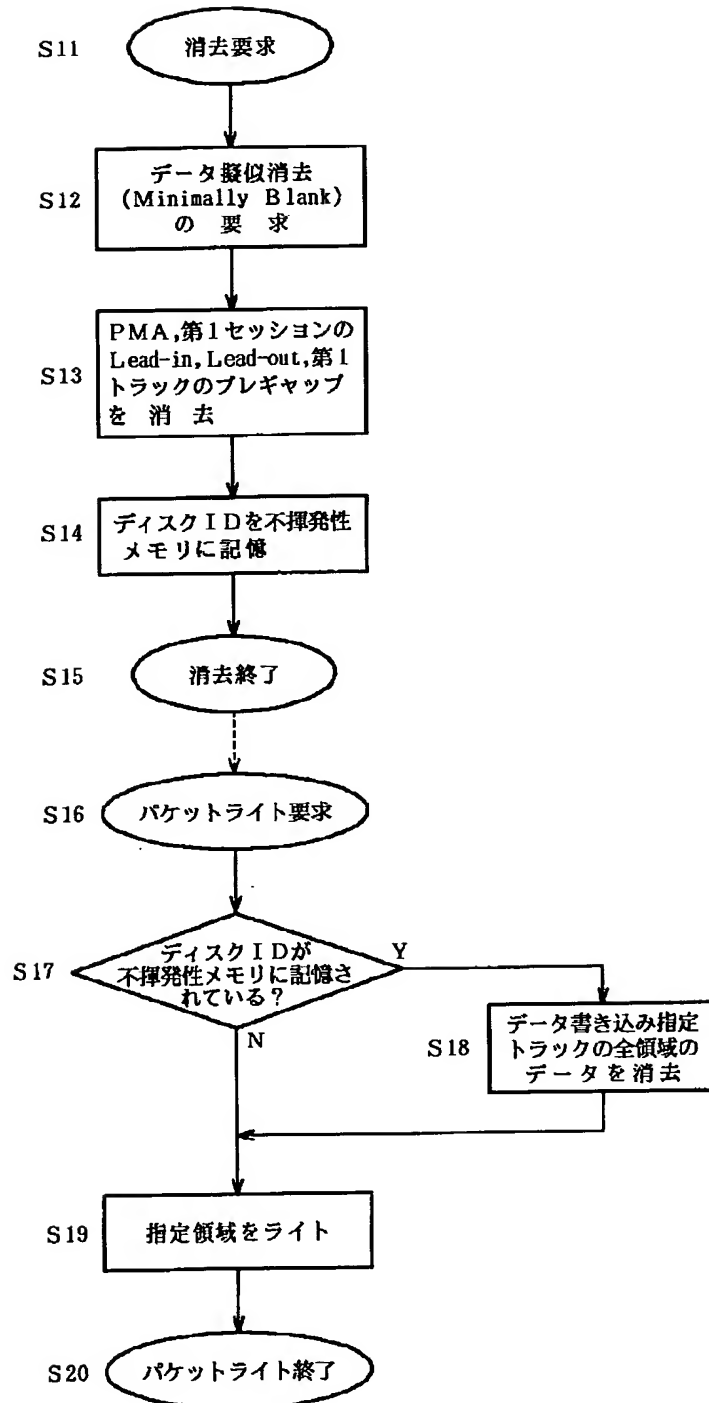 S11
消去要求
S12
データ擬似消去
(Minimally Blank)
の 要 求
S13
PMA,第1セッションの
Lead-in,Lead-out,第1
トラックのプレギャップ
を 消 去
S14
ディスクIDを不揮発性
メモリに記憶
S15
消去終了
S16
パケットライト要求
S17
ディスクIDが
不揮発性メモリに記憶さ
れている？
Y
N
S18
データ書き込み指定
トラックの全領域の
データを消去
S19
指定領域をライト
S20
パケットライト終了